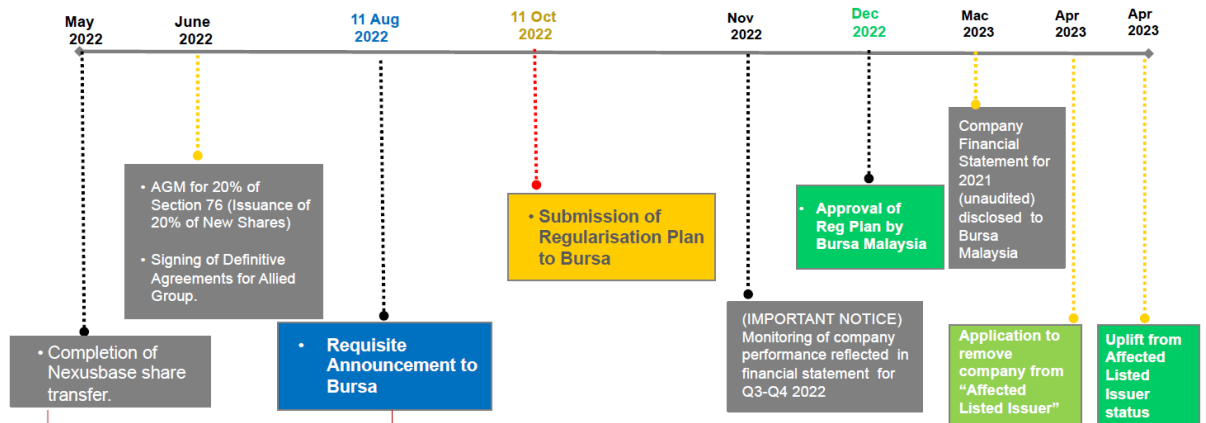 May
2022
June
2022
11 Aug
2022
11 Oct
2022
Nov
2022
Dec
2022
Mac
2023
Apr
2023
Apr
2023
• Completion of
Nexusbase share
transfer.
• AGM for 20% of
Section 76 (Issuance of
20% of New Shares)
• Signing of Definitive
Agreements for Allied
Group.
• Requisite
Announcement to
Bursa
• Submission of
Regularisation Plan
to Bursa
(IMPORTANT NOTICE)
Monitoring of company
performance reflected in
financial statement for
Q3-Q4 2022
• Approval of
Reg Plan by
Bursa Malaysia
Company
Financial
Statement for
2021
(unaudited)
disclosed to
Bursa
Malaysia
Application to
remove
company from
“Affected
Listed Issuer”
Uplift from
Affected
Listed
Issuer
status